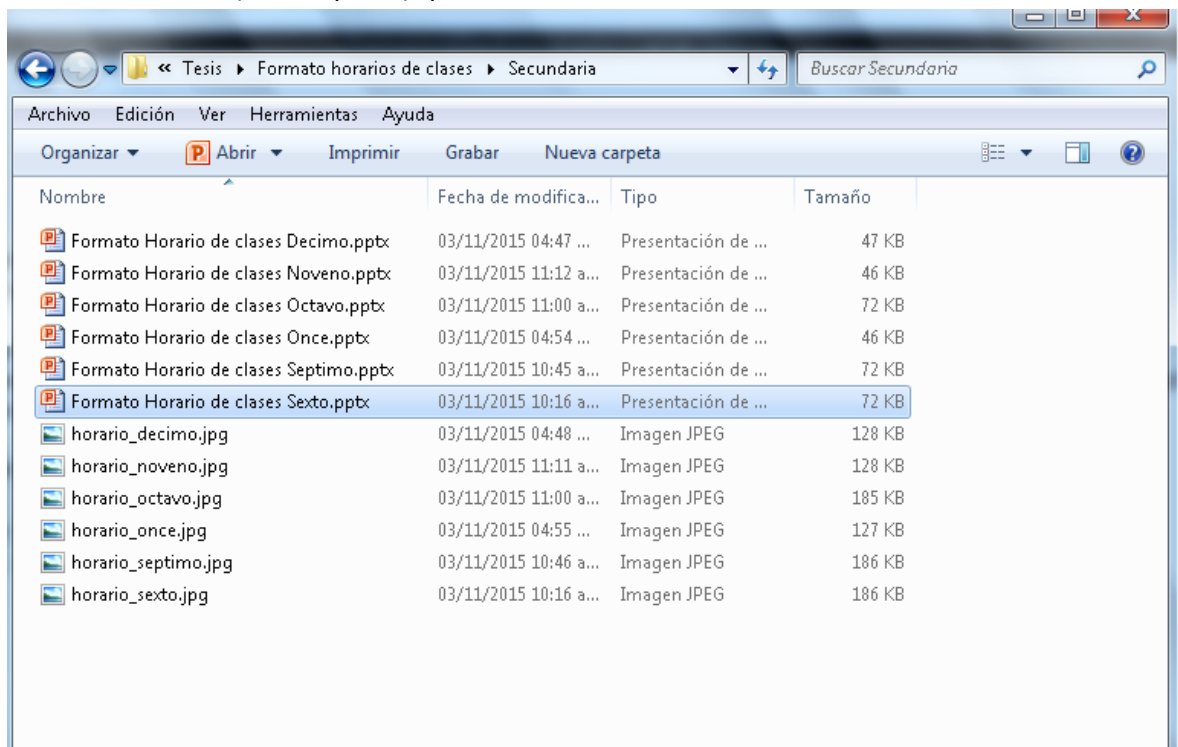 « Tesis ▸ Formato horarios de clases ▸ Secundaria Buscar Secundaria
Archivo Edición Ver Herramientas Ayuda
Organizar Abrir Imprimir Grabar Nueva carpeta
Nombre Fecha de modifica... Tipo Tamaño
Formato Horario de clases Decimo.pptx 03/11/2015 04:47 ... Presentación de ... 47 KB
Formato Horario de clases Noveno.pptx 03/11/2015 11:12 a... Presentación de ... 46 KB
Formato Horario de clases Octavo.pptx 03/11/2015 11:00 a... Presentación de ... 72 KB
Formato Horario de clases Once.pptx 03/11/2015 04:54 ... Presentación de ... 46 KB
Formato Horario de clases Septimo.pptx 03/11/2015 10:45 a... Presentación de ... 72 KB
Formato Horario de clases Sexto.pptx 03/11/2015 10:16 a... Presentación de ... 72 KB
horario_decimo.jpg 03/11/2015 04:48 ... Imagen JPEG 128 KB
horario_noveno.jpg 03/11/2015 11:11 a... Imagen JPEG 128 KB
horario_octavo.jpg 03/11/2015 11:00 a... Imagen JPEG 185 KB
horario_once.jpg 03/11/2015 04:55 ... Imagen JPEG 127 KB
horario_septimo.jpg 03/11/2015 10:46 a... Imagen JPEG 186 KB
horario_sexto.jpg 03/11/2015 10:16 a... Imagen JPEG 186 KB